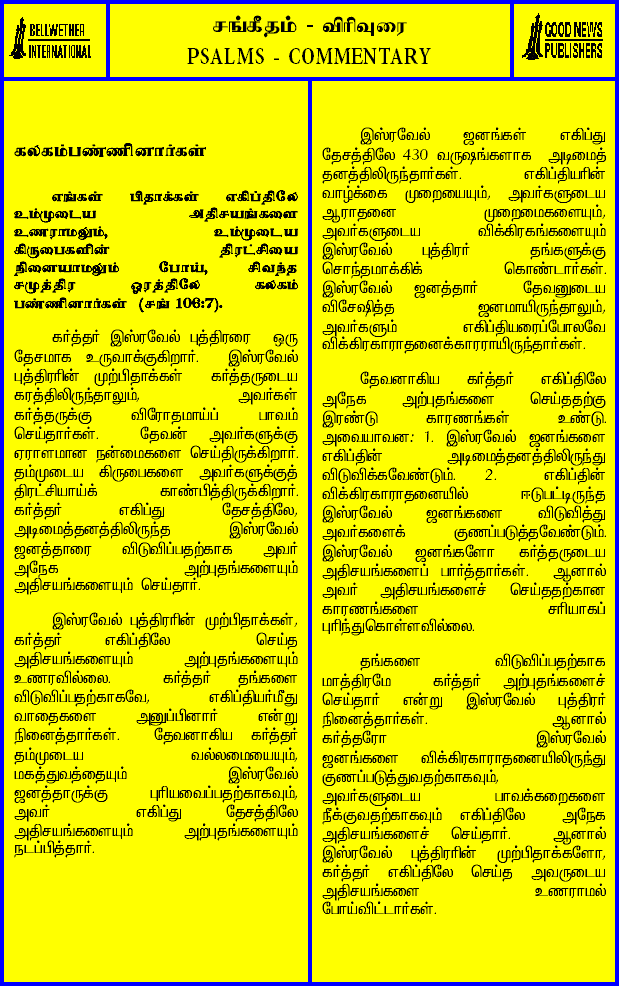 BELLWETHER
INTERNATIONAL
சங்கீதம் - விரிவுரை
PSALMS - COMMENTARY
GOOD NEWS
PUBLISHERS
கலகம்பண்ணினார்கள்
எங்கள் பிதாக்கள் எகிப்திலே
உம்முடைய அதிசயங்களை
உணராமலும், உம்முடைய
கிருபைகளின் திரட்சியை
நினையாமலும் போய், சிவந்த
சமுத்திர ஓரத்திலே கலகம்
பண்ணினார்கள் (சங் 106:7).
கர்த்தர் இஸ்ரவேல் புத்திரரை ஒரு
தேசமாக உருவாக்குகிறார். இஸ்ரவேல்
புத்திரரின் முற்பிதாக்கள் கர்த்தருடைய
கரத்திலிருந்தாலும், அவர்கள்
கர்த்தருக்கு விரோதமாய்ப் பாவம்
செய்தார்கள். தேவன் அவர்களுக்கு
ஏராளமான நன்மைகளை செய்திருக்கிறார்.
தம்முடைய கிருபைகளை அவர்களுக்குத்
திரட்சியாய்க் காண்பித்திருக்கிறார்.
கர்த்தர் எகிபது தேசத்திலே,
அடிமைத்தனத்திலிருந்த இஸ்ரவேல்
ஜனத்தாரை விடுவிப்பதற்காக அவர்
அநேக அற்புதங்களையும்
அதிசயங்களையும் செய்தார்.
இஸ்ரவேல் புத்திரரின் முற்பிதாக்கள்,
கர்த்தர் எகிப்திலே செய்த
அதிசயங்களையும் அற்புதங்களையும்
உணரவில்லை. கர்த்தர் தங்களை
விடுவிப்பதற்காகவே, எகிப்தியர்மீது
வாதைகளை அனுப்பினார் என்று
நினைத்தார்கள். தேவனாகிய கர்த்தர்
தம்முடைய வல்லமையையும்,
மகத்துவத்தையும் இஸ்ரவேல்
ஜனத்தாருக்கு புரியவைப்பதற்காகவும்,
அவர் எகிப்து தேசத்திலே
அதிசயங்களையும் அற்புதங்களையும்
நடப்பித்தார்.
இஸ்ரவேல் ஜனங்கள் எகிப்து
தேசத்திலே 430 வருஷங்களாக அடிமைத்
தனத்திலிருந்தார்கள். எகிப்தியரின்
வாழ்க்கை முறையையும், அவர்களுடைய
ஆராதனை முறைமைகளையும்,
அவர்களுடைய விக்கிரகங்களையும்
இஸ்ரவேல் புத்திரர் தங்களுக்கு
சொந்தமாக்கிக் கொண்டார்கள்.
இஸ்ரவேல் ஜனத்தார் தேவனுடைய
விசேஷித்த ஜனமாயிருந்தாலும்,
அவர்களும் எகிப்தியரைப்போலவே
விக்கிரகாராதனைக்காரராயிருந்தார்கள்.
தேவனாகிய கர்த்தர் எகிப்திலே
அநேக அற்புதங்களை செய்ததற்கு
இரண்டு காரணங்கள் உண்டு.
அவையாவன: 1. இஸ்ரவேல் ஜனங்களை
எகிப்தின் அடிமைத்தனத்திலிருந்து
விடுவிக்கவேண்டும். 2. எகிப்தின்
விக்கிரகாராதனையில் ஈடுபட்டிருந்த
இஸ்ரவேல் ஜனங்களை விடுவித்து
அவர்களைக் குணப்படுத்தவேண்டும்.
இஸ்ரவேல் ஜனங்களோ கர்த்தருடைய
அதிசயங்களைப் பார்த்தார்கள். ஆனால்
அவர் அதிசயங்களைச் செய்ததற்கான
காரணங்களை சரியாகப்
புரிந்துகொள்ளவில்லை.
தங்களை விடுவிப்பதற்காக
மாத்திரமே கர்த்தர் அற்புதங்களைச்
செய்தார் என்று இஸ்ரவேல் புத்திரர்
நினைத்தார்கள். ஆனால்
கர்த்தரோ இஸ்ரவேல்
ஜனங்களை விக்கிரகாராதனையிலிருந்து
குணப்படுத்துவதற்காகவும்,
அவர்களுடைய பாவக்கறைகளை
நீக்குவதற்காகவும் எகிப்திலே அநேக
அதிசயங்களைச் செய்தார். ஆனால்
இஸ்ரவேல் புத்திரரின் முற்பிதாக்களோ,
கர்த்தர் எகிப்திலே செய்த அவருடைய
அதிசயங்களை உணராமல்
போய்விட்டார்கள்.